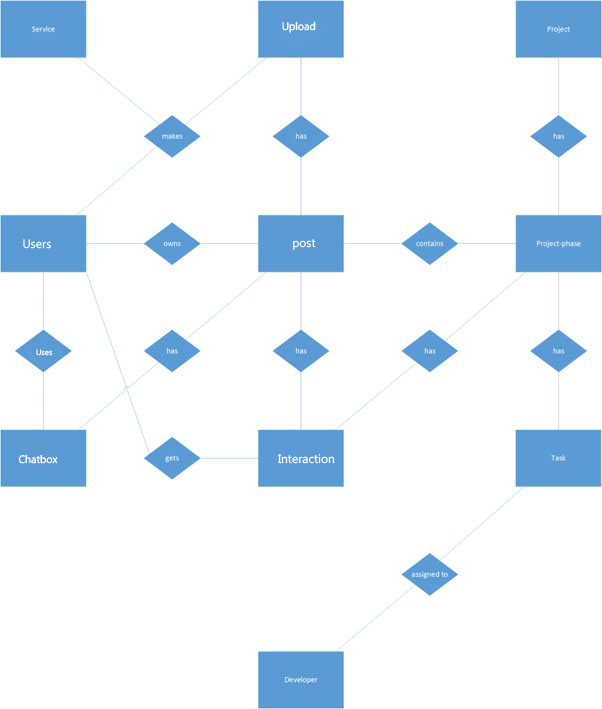 Service
Upload
Project
makes
has
has
Users
owns
post
contains
Project-phase
Uses
has
has
has
has
Chatbox
gets
Interaction
Task
assigned to
Developer